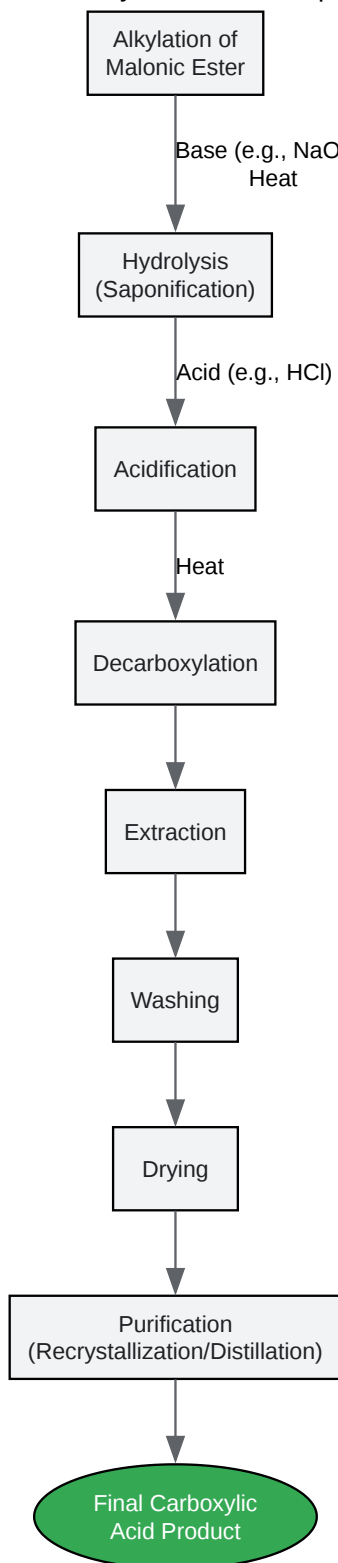 Alkylation of
Malonic Ester
Base (e.g., NaO
Heat
Hydrolysis
(Saponification)
Acid (e.g., HCl)
Acidification
Heat
Decarboxylation
Extraction
Washing
Drying
Purification
(Recrystallization/Distillation)
Final Carboxylic
Acid Product